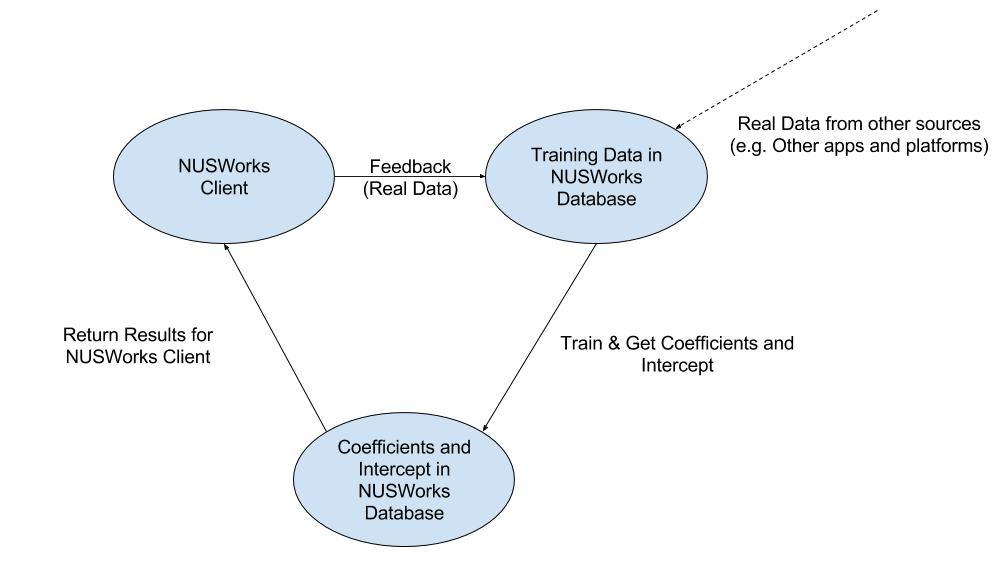 NUSWorks
Client
Feedback
(Real Data)
Training Data in
NUSWorks
Database
Real Data from other sources
(e.g. Other apps and platforms)
Return Results for
NUSWorks Client
Train & Get Coefficients and
Intercept
Coefficients and
Intercept in
NUSWorks
Database